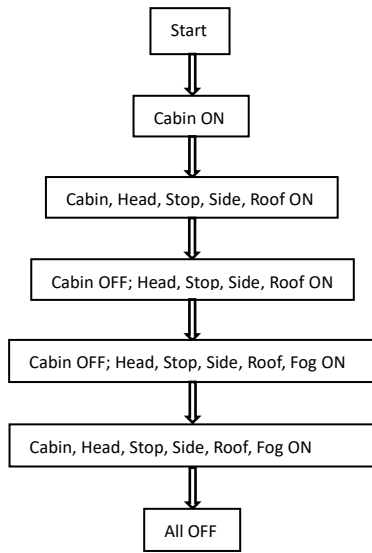 Start
Cabin ON
Cabin, Head, Stop, Side, Roof ON
Cabin OFF; Head, Stop, Side, Roof ON
Cabin OFF; Head, Stop, Side, Roof, Fog ON
Cabin, Head, Stop, Side, Roof, Fog ON
All OFF